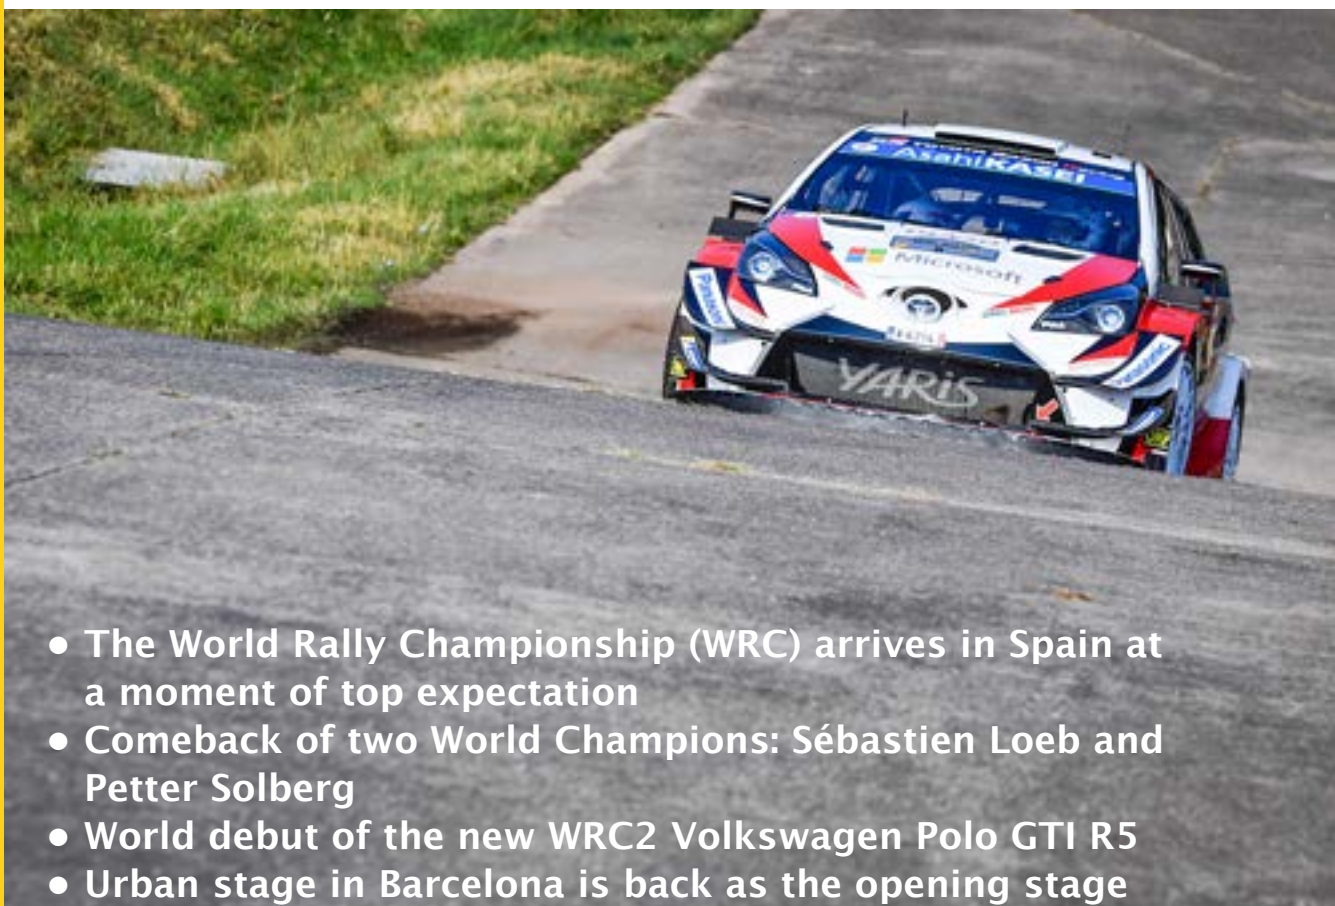 AsahiKASEI
Microsoft
Panasonic
YARiS
Panasonic
• The World Rally Championship (WRC) arrives in Spain at
a moment of top expectation
• Comeback of two World Champions: Sébastien Loeb and
Petter Solberg
• World debut of the new WRC2 Volkswagen Polo GTI R5
• Urban stage in Barcelona is back as the opening stage